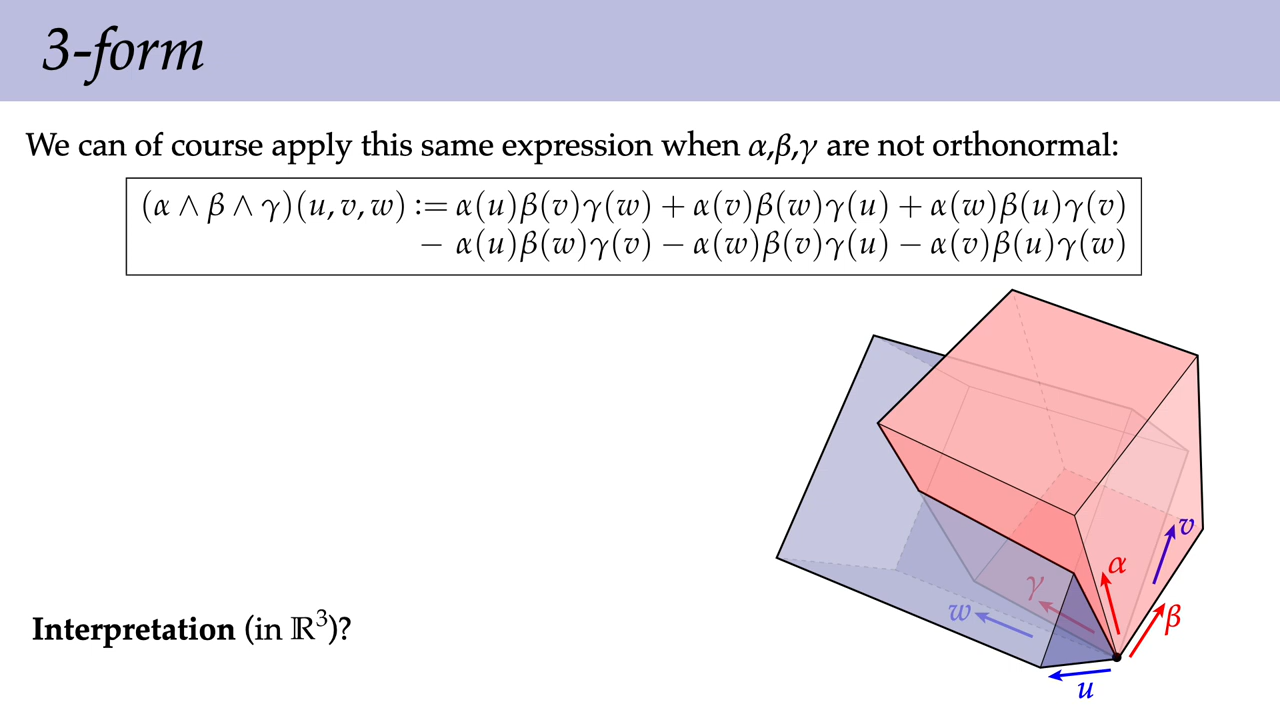 3-form
We can of course apply this same expression when α,β,γ are not orthonormal:
(α ∧ β ∧ γ)(u, v, w) := α(u)β(v)γ(w) + α(v)β(w)γ(u) + α(w)β(u)γ(v)
− α(u)β(w)γ(v) − α(w)β(v)γ(u) − α(v)β(u)γ(w)
v
α
γ
w
β
Interpretation (in ℝ³)?
u